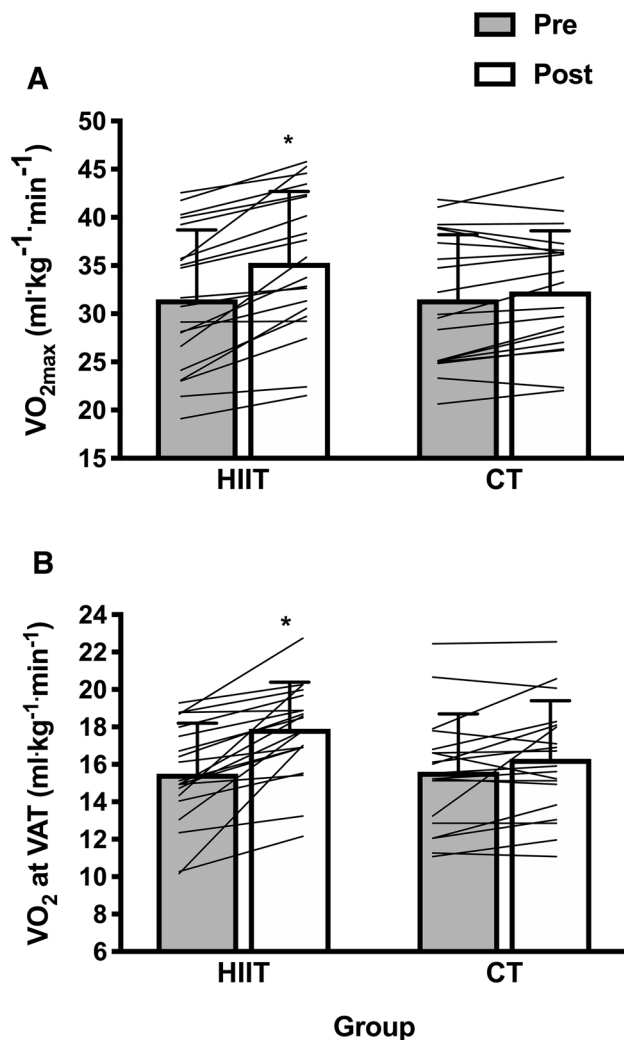 Pre
Post
A
VO2max (ml·kg-1·min-1)
50
45
40
35
30
25
20
15
*
HIIT
CT
B
VO2 at VAT (ml·kg-1·min-1)
24
22
20
18
16
14
12
10
8
6
*
HIIT
CT
Group